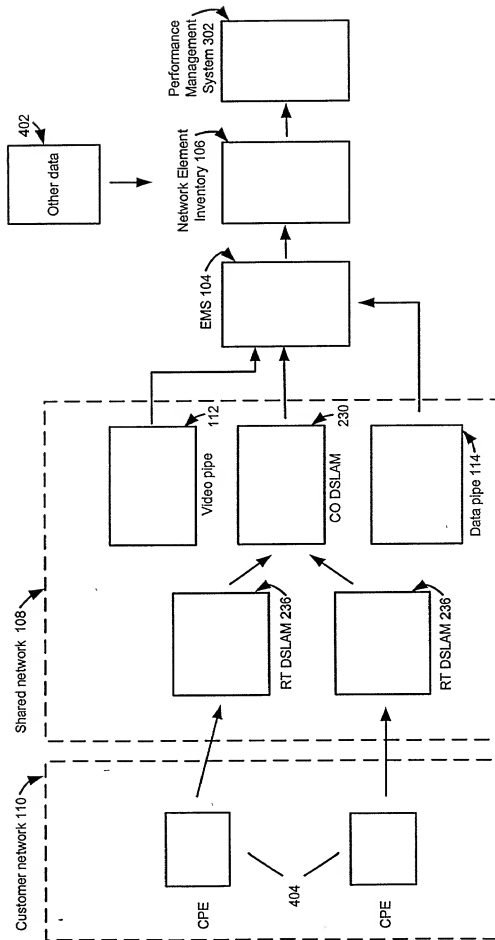 Customer network 110
Shared network 108
CPE
404
CPE
RT DSLAM 236
RT DSLAM 236
Video pipe
112
CO DSLAM
230
Data pipe 114
EMS 104
Other data
402
Network Element
Inventory 106
Performance
Management
System 302